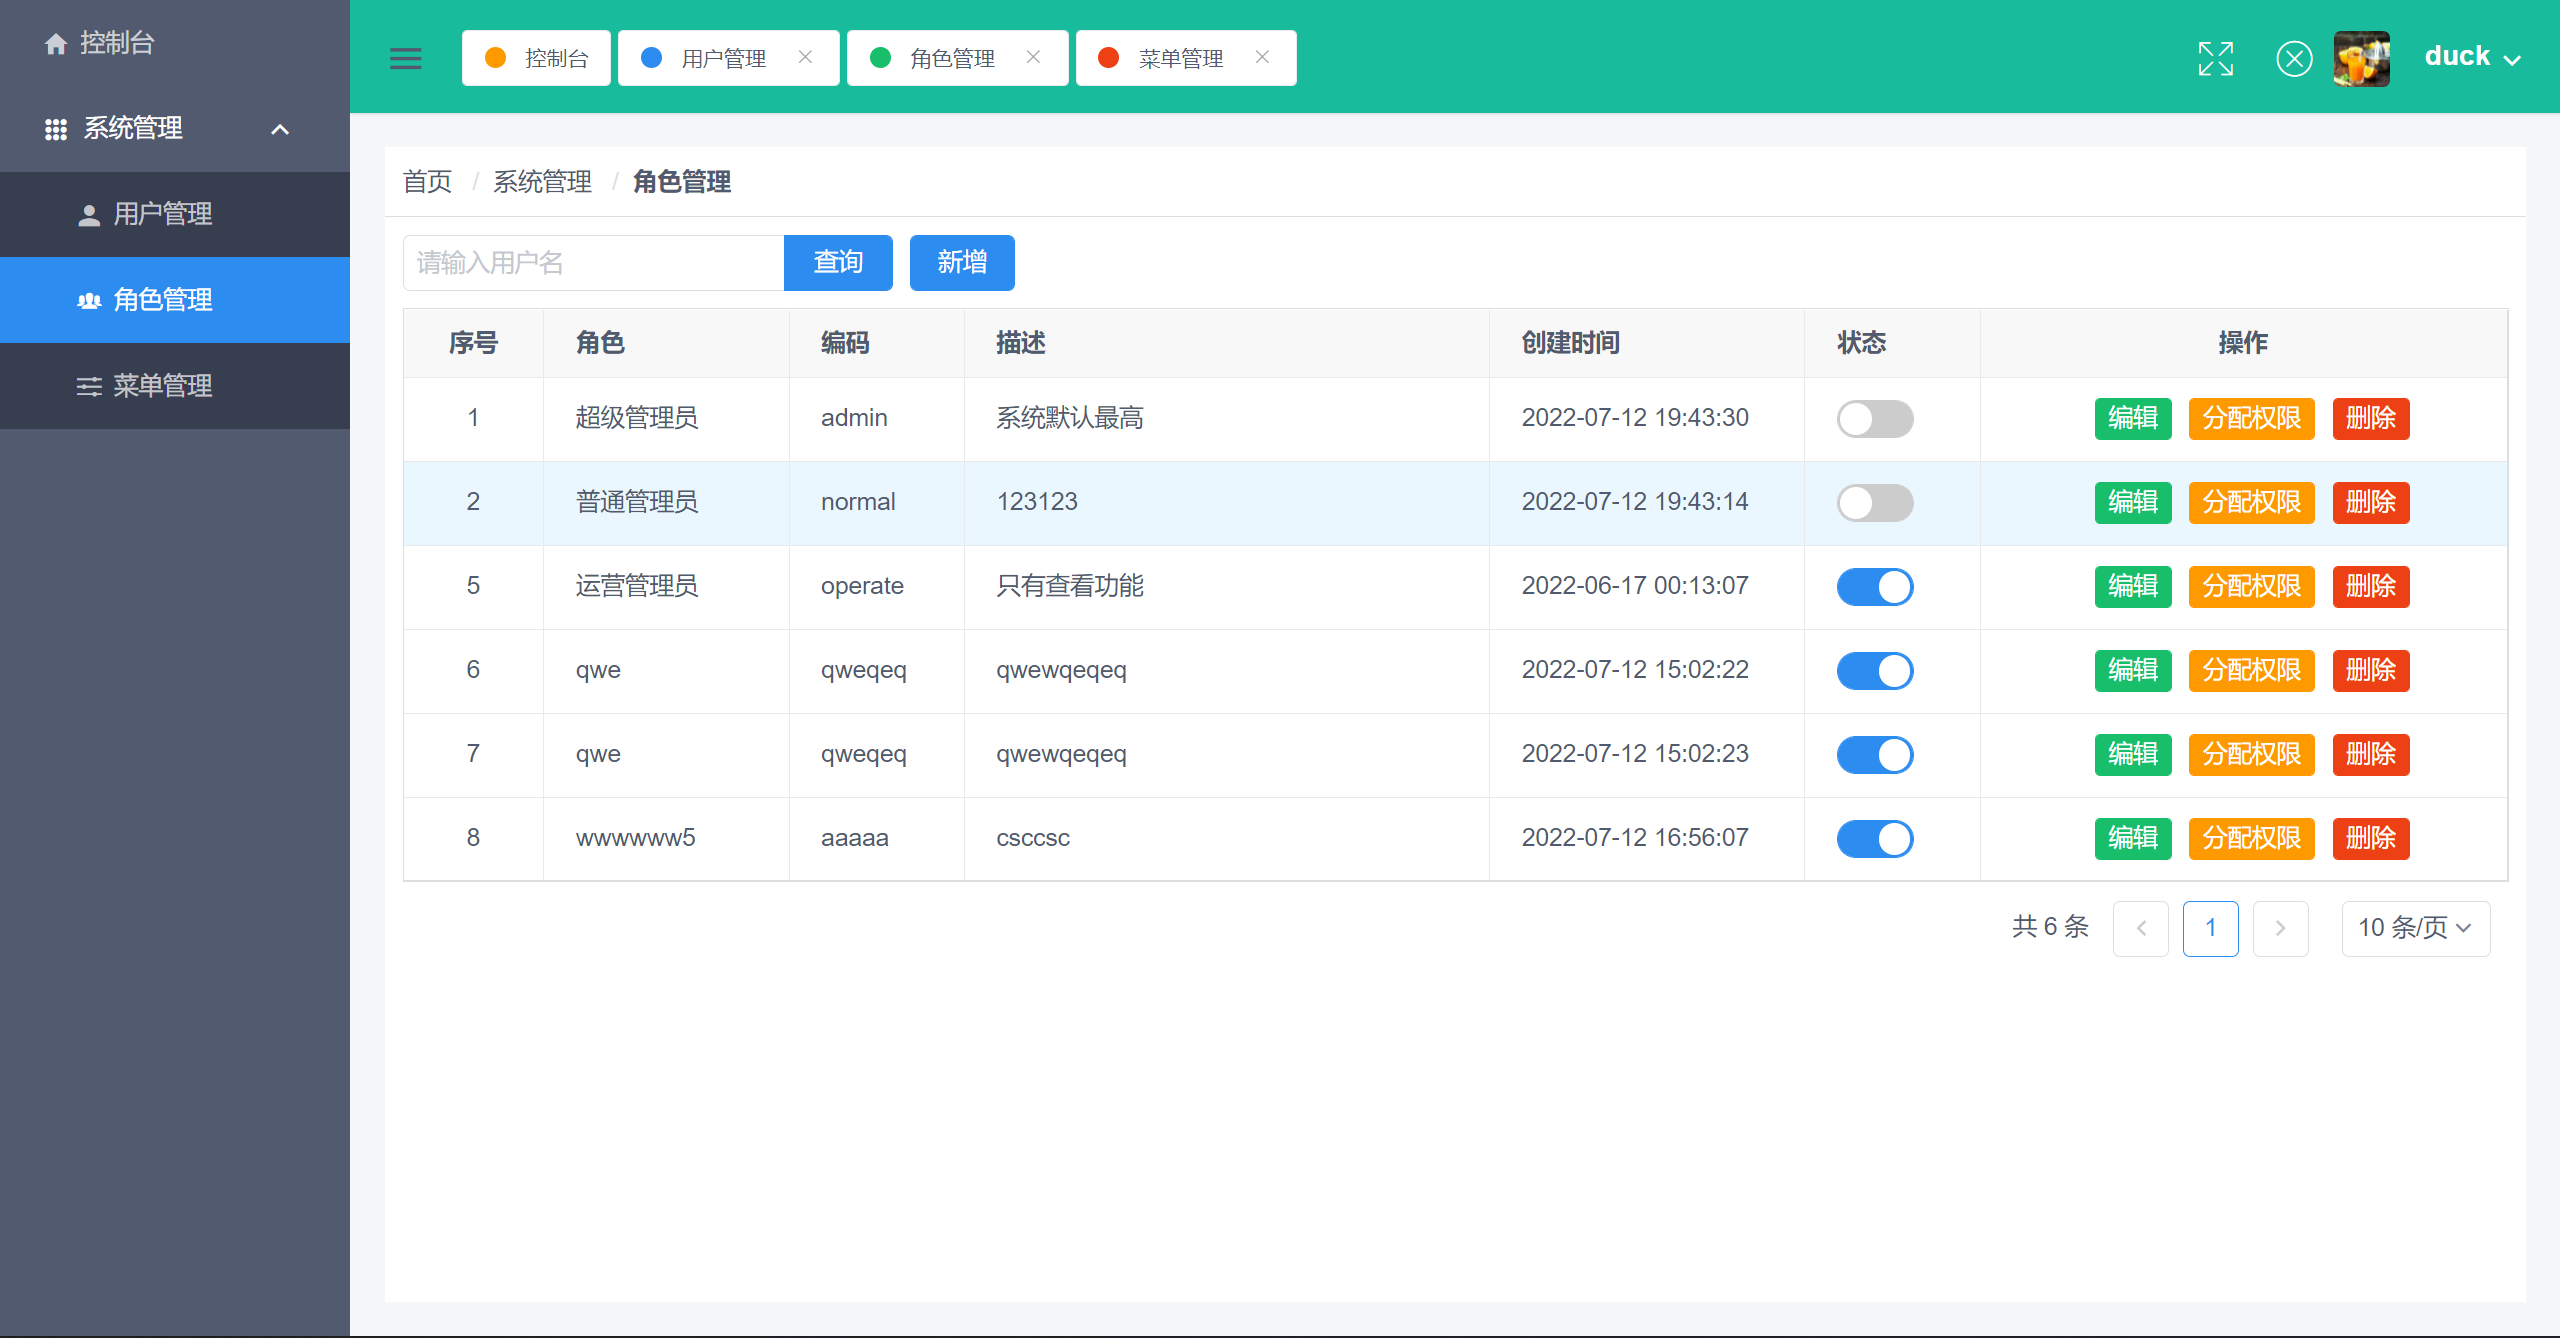 控制台
系统管理
用户管理
角色管理
菜单管理
控制台 用户管理 角色管理 菜单管理 duck
首页 / 系统管理 / 角色管理
请输入用户名 查询 新增
序号 角色 编码 描述 创建时间 状态 操作
1 超级管理员 admin 系统默认最高 2022-07-12 19:43:30 编辑 分配权限 删除
2 普通管理员 normal 123123 2022-07-12 19:43:14 编辑 分配权限 删除
5 运营管理员 operate 只有查看功能 2022-06-17 00:13:07 编辑 分配权限 删除
6 qwe qweqeq qwewqeqeq 2022-07-12 15:02:22 编辑 分配权限 删除
7 qwe qweqeq qwewqeqeq 2022-07-12 15:02:23 编辑 分配权限 删除
8 wwwwww5 aaaaa csccsc 2022-07-12 16:56:07 编辑 分配权限 删除
共 6 条 1 10 条/页